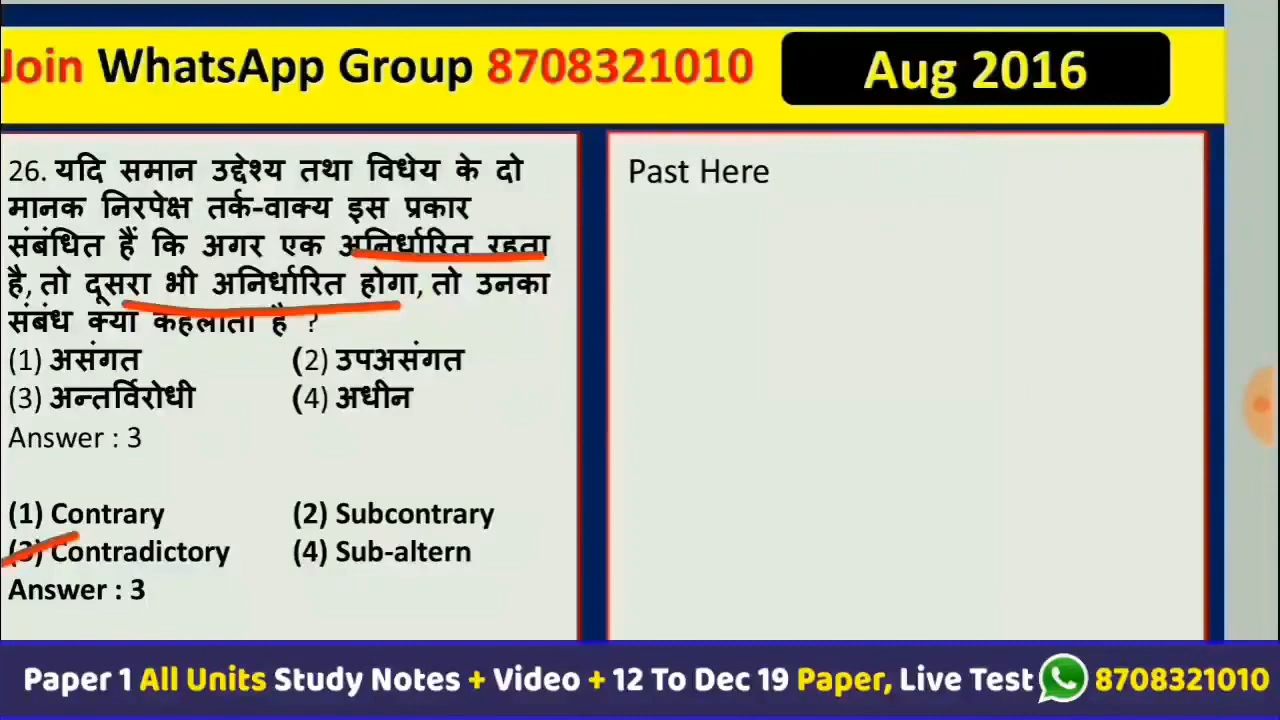 Join WhatsApp Group 8708321010
Aug 2016
26. यदि समान उद्देश्य तथा विधेय के दो
मानक निरपेक्ष तर्क-वाक्य इस प्रकार
संबंधित हैं कि अगर एक अनिर्धारित रहता
है, तो दूसरा भी अनिर्धारित होगा, तो उनका
संबंध क्या कहलाता है ?
(1) असंगत (2) उपअसंगत
(3) अन्तर्विरोधी (4) अधीन
Answer : 3
(1) Contrary (2) Subcontrary
(3) Contradictory (4) Sub-altern
Answer : 3
Past Here
Paper 1 All Units Study Notes + Video + 12 To Dec 19 Paper, Live Test 8708321010